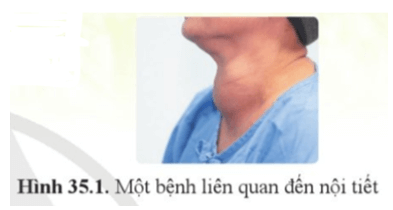 Hình 35.1. Một bệnh liên quan đến nội tiết